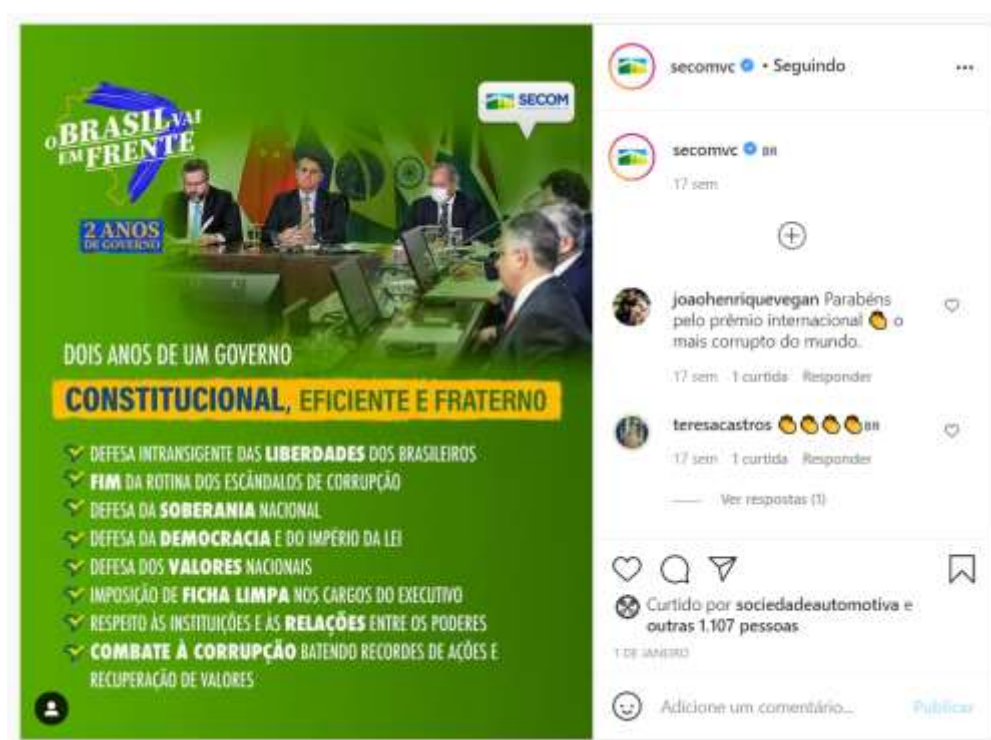 O BRASIL VAI
EM FRENTE
2 ANOS
DE GOVERNO
SECOM
DOIS ANOS DE UM GOVERNO
CONSTITUCIONAL, EFICIENTE E FRATERNO
DEFESA INTRANSIGENTE DAS LIBERDADES DOS BRASILEIROS
FIM DA ROTINA DOS ESCÂNDALOS DE CORRUPÇÃO
DEFESA DA SOBERANIA NACIONAL
DEFESA DA DEMOCRACIA E DO IMPÉRIO DA LEI
DEFESA DOS VALORES NACIONAIS
IMPOSIÇÃO DE FICHA LIMPA NOS CARGOS DO EXECUTIVO
RESPEITO ÀS INSTITUIÇÕES E ÀS RELAÇÕES ENTRE OS PODERES
COMBATE À CORRUPÇÃO BATENDO RECORDES DE AÇÕES E
RECUPERAÇÃO DE VALORES
secomvc • Seguindo
secomvc BR
17 sem
joaohenriquevegan Parabéns
pelo prêmio internacional 👏 o
mais corrupto do mundo.
17 sem 1 curtida Responder
teresacastros 👏👏👏👏BR
17 sem 1 curtida Responder
Ver respostas (1)
Curtido por sociedadeautomotiva e
outras 1.107 pessoas
1 DE JANEIRO
Adicione um comentário... Publicar